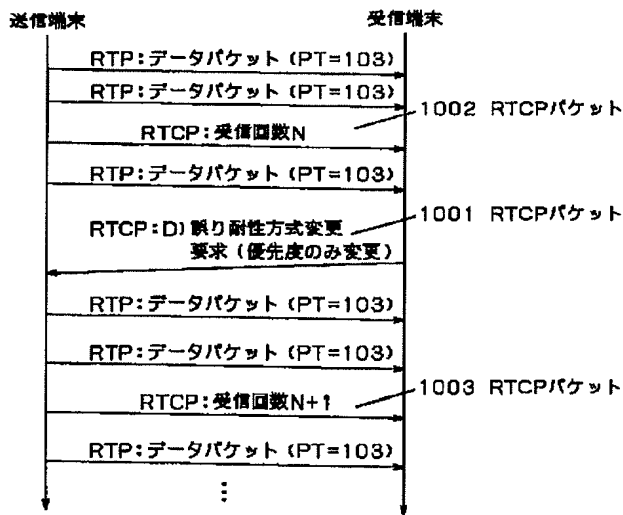 送信端末
受信端末
RTP:データパケット(PT=103)
RTP:データパケット(PT=103)
1002 RTCPパケット
RTCP:受信回数N
RTP:データパケット(PT=103)
1001 RTCPパケット
RTCP:D)誤り耐性方式変更
要求(優先度のみ変更)
RTP:データパケット(PT=103)
RTP:データパケット(PT=103)
1003 RTCPパケット
RTCP:受信回数N+1
RTP:データパケット(PT=103)
⋮